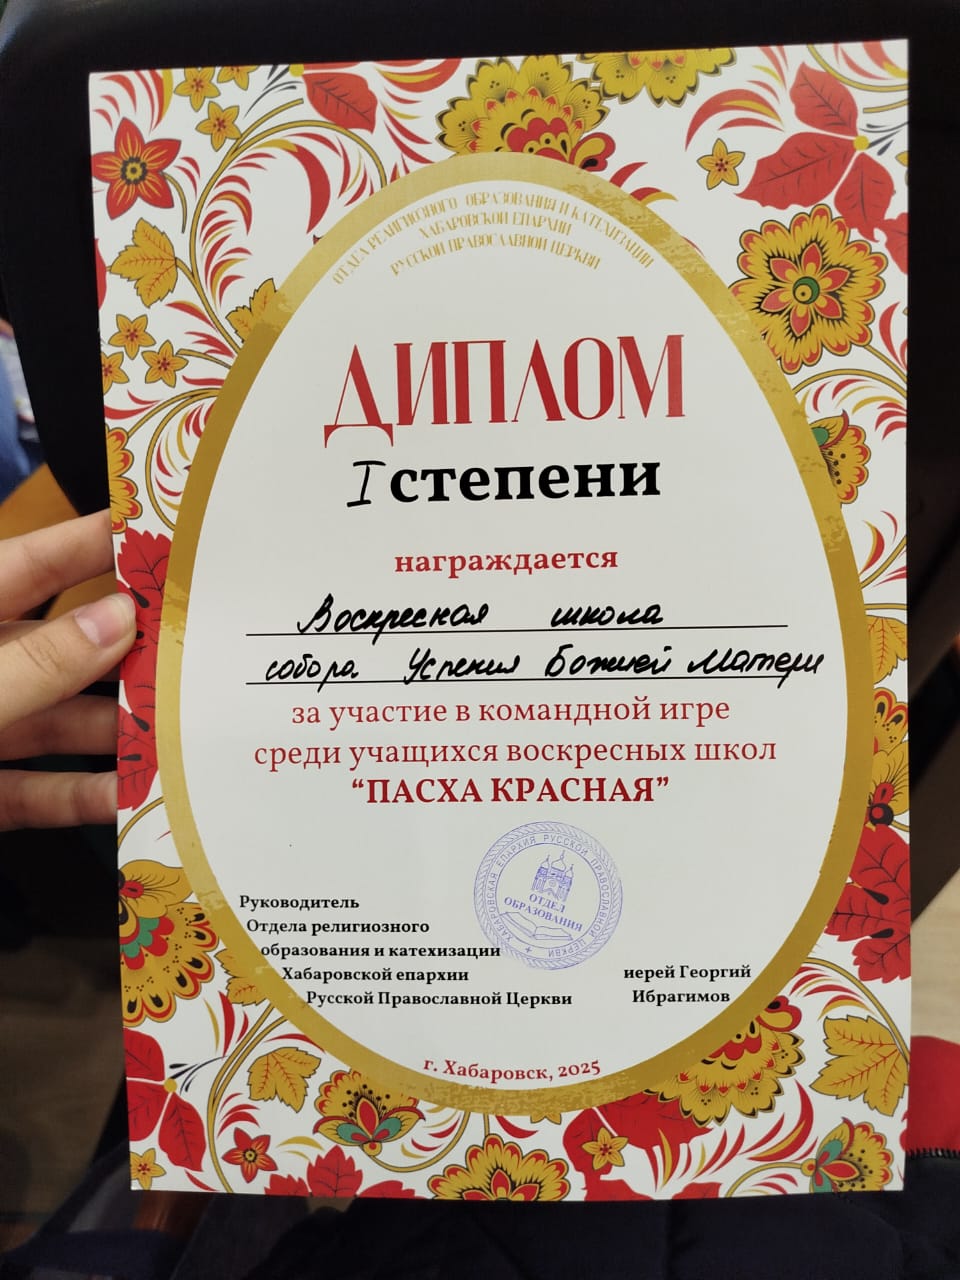 ОТДЕЛ РЕЛИГИОЗНОГО ОБРАЗОВАНИЯ И КАТЕХИЗАЦИИ
ХАБАРОВСКОЙ ЕПАРХИИ
РУССКОЙ ПРАВОСЛАВНОЙ ЦЕРКВИ
ДИПЛОМ
I степени
награждается
Воскресная школа
собора Успения Божией Матери
за участие в командной игре
среди учащихся воскресных школ
“ПАСХА КРАСНАЯ”
ХАБАРОВСКАЯ ЕПАРХИЯ РУССКОЙ ПРАВОСЛАВНОЙ ЦЕРКВИ
ОТДЕЛ
ОБРАЗОВАНИЯ
Руководитель
Отдела религиозного
образования и катехизации
Хабаровской епархии
Русской Православной Церкви
иерей Георгий
Ибрагимов
г. Хабаровск, 2025